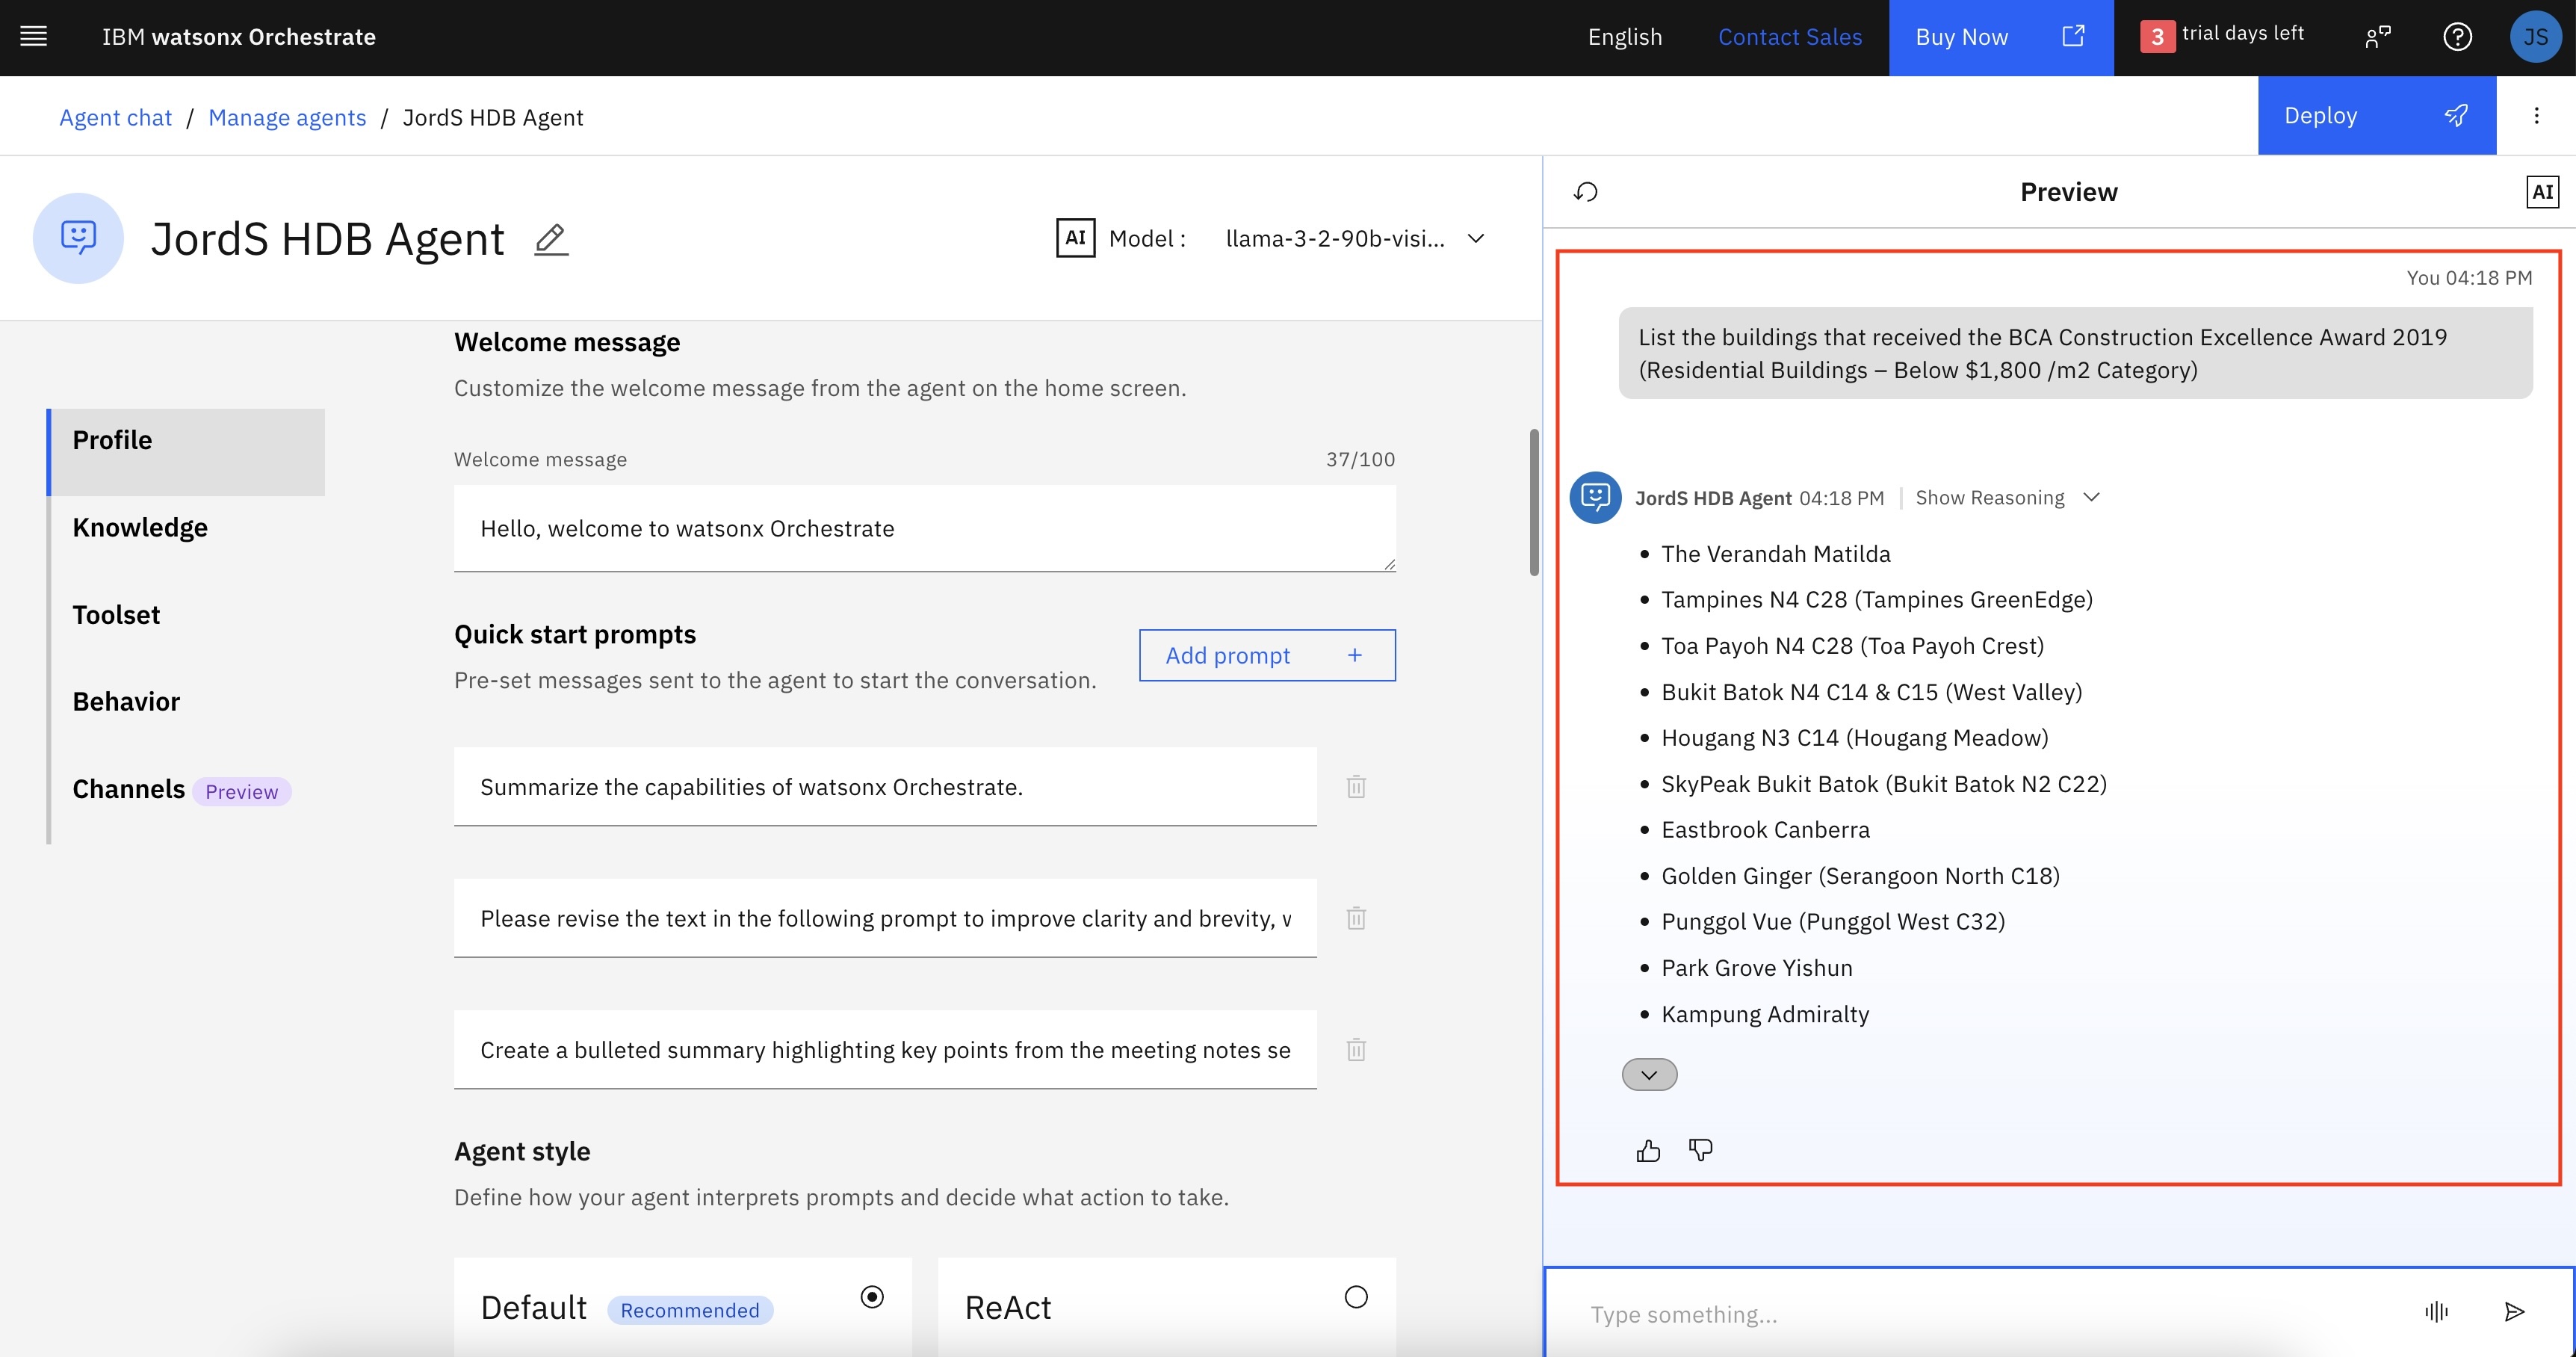 IBM watsonx Orchestrate
English
Contact Sales
Buy Now
3 trial days left
JS
Agent chat / Manage agents / JordS HDB Agent
Deploy
JordS HDB Agent
AI Model : llama-3-2-90b-visi...
Profile
Knowledge
Toolset
Behavior
Channels Preview
Welcome message
Customize the welcome message from the agent on the home screen.
Welcome message 37/100
Hello, welcome to watsonx Orchestrate
Quick start prompts
Pre-set messages sent to the agent to start the conversation.
Add prompt +
Summarize the capabilities of watsonx Orchestrate.
Please revise the text in the following prompt to improve clarity and brevity, v
Create a bulleted summary highlighting key points from the meeting notes se
Agent style
Define how your agent interprets prompts and decide what action to take.
Default Recommended
ReAct
Preview
AI
You 04:18 PM
List the buildings that received the BCA Construction Excellence Award 2019
(Residential Buildings – Below $1,800 /m2 Category)
JordS HDB Agent 04:18 PM | Show Reasoning
• The Verandah Matilda
• Tampines N4 C28 (Tampines GreenEdge)
• Toa Payoh N4 C28 (Toa Payoh Crest)
• Bukit Batok N4 C14 & C15 (West Valley)
• Hougang N3 C14 (Hougang Meadow)
• SkyPeak Bukit Batok (Bukit Batok N2 C22)
• Eastbrook Canberra
• Golden Ginger (Serangoon North C18)
• Punggol Vue (Punggol West C32)
• Park Grove Yishun
• Kampung Admiralty
Type something...